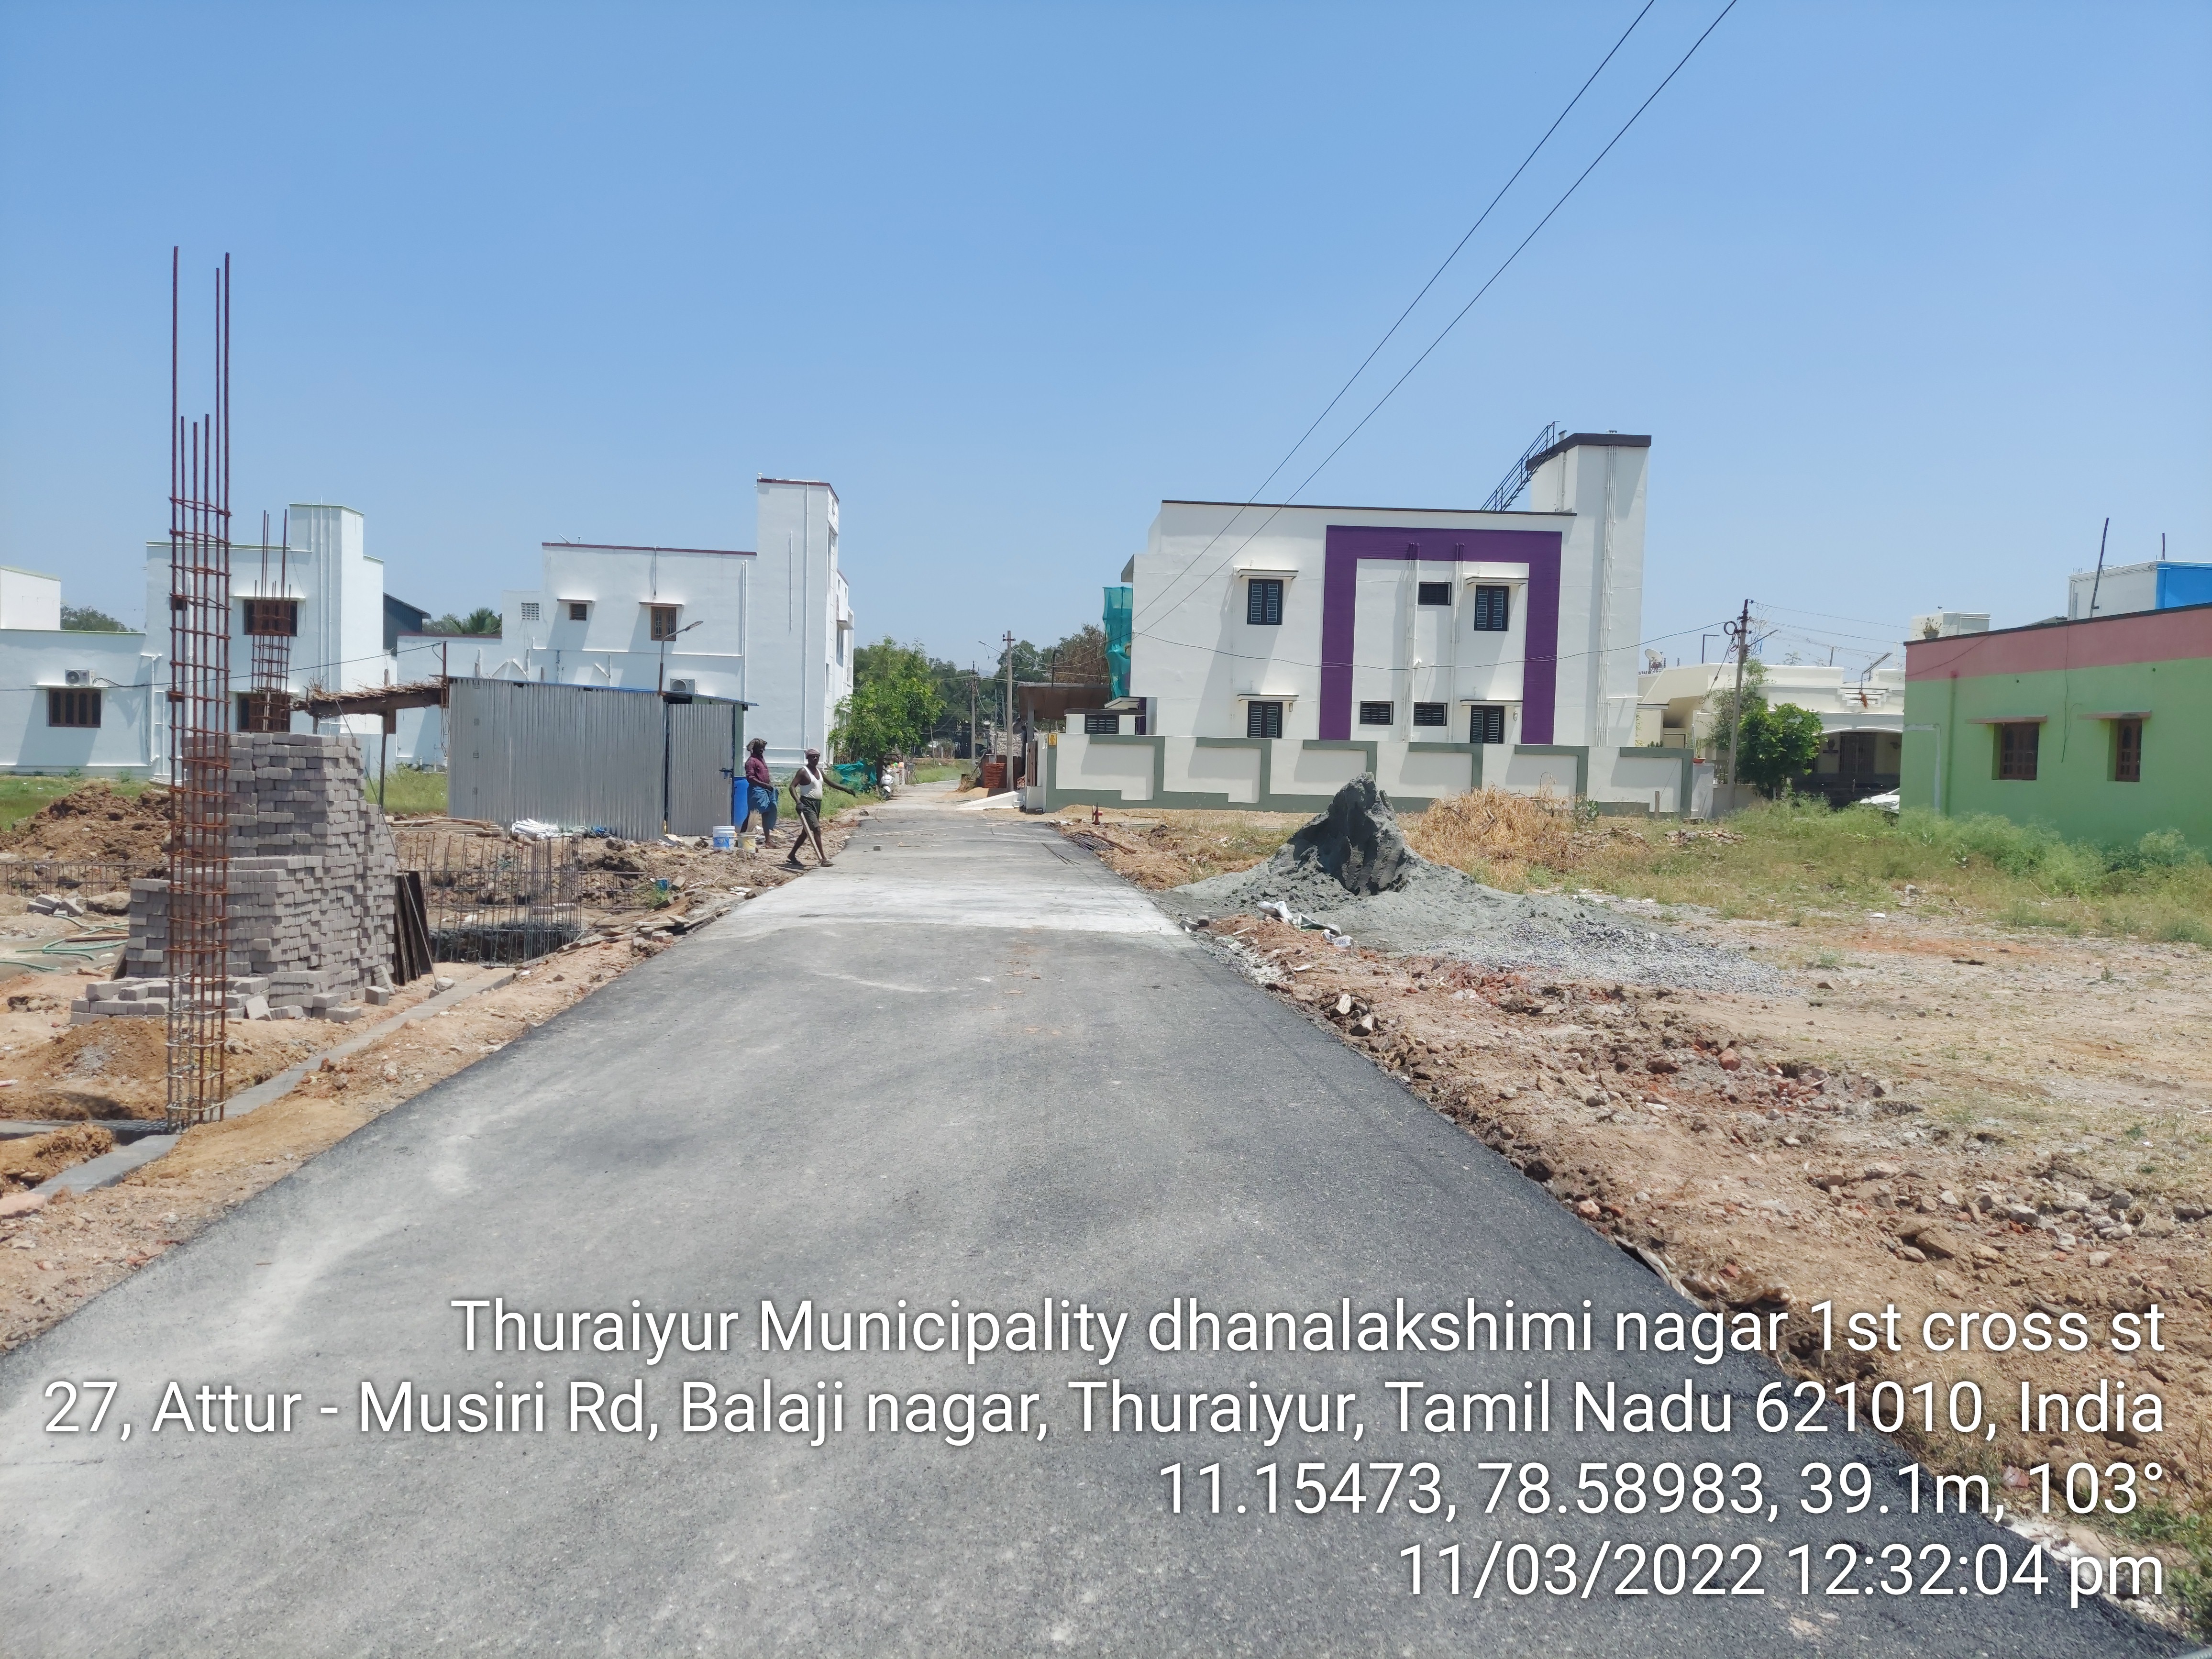 Thuraiyur Municipality dhanalakshimi nagar 1st cross st
27, Attur - Musiri Rd, Balaji nagar, Thuraiyur, Tamil Nadu 621010, India
11.15473, 78.58983, 39.1m, 103°
11/03/2022 12:32:04 pm